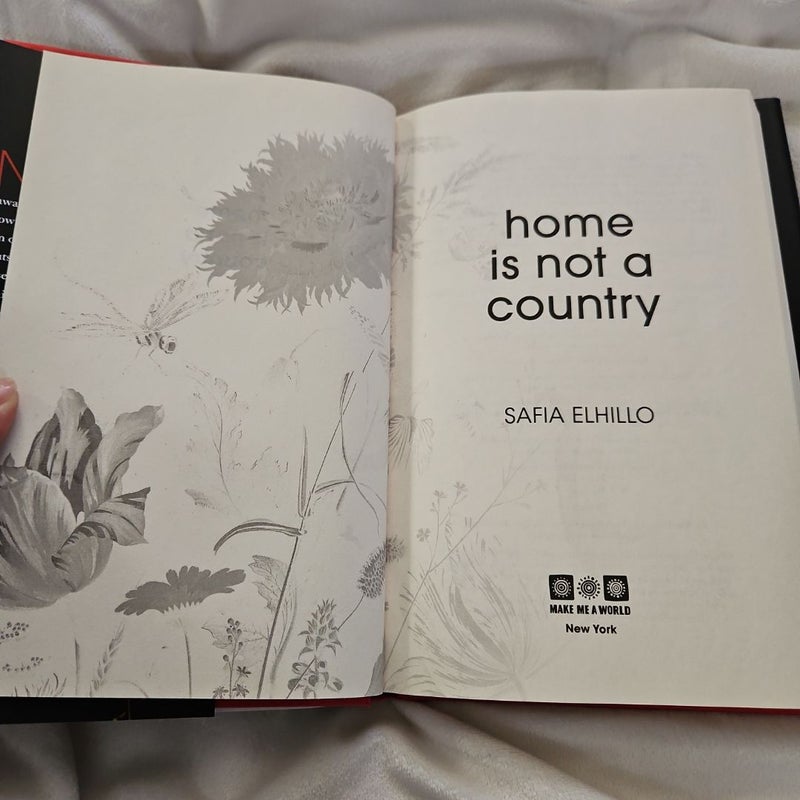 home
is not a
country
SAFIA ELHILLO
MAKE ME A WORLD
New York